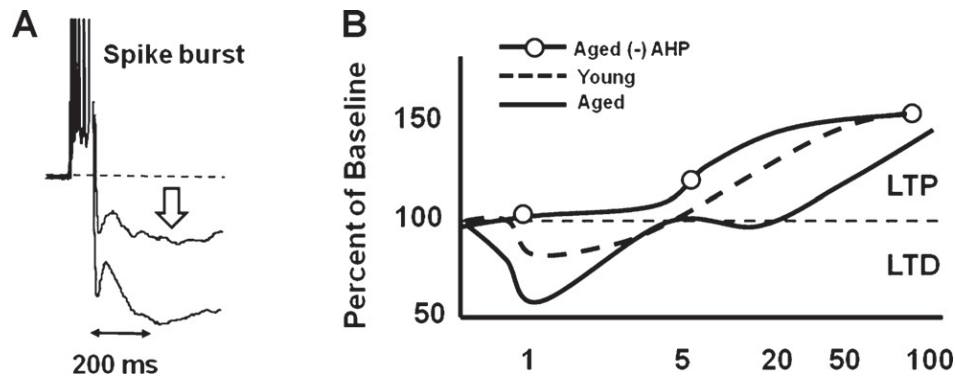 A
Spike burst
200 ms
B
Aged (-) AHP
Young
Aged
Percent of Baseline
150
100
50
LTP
LTD
1 5 20 50 100